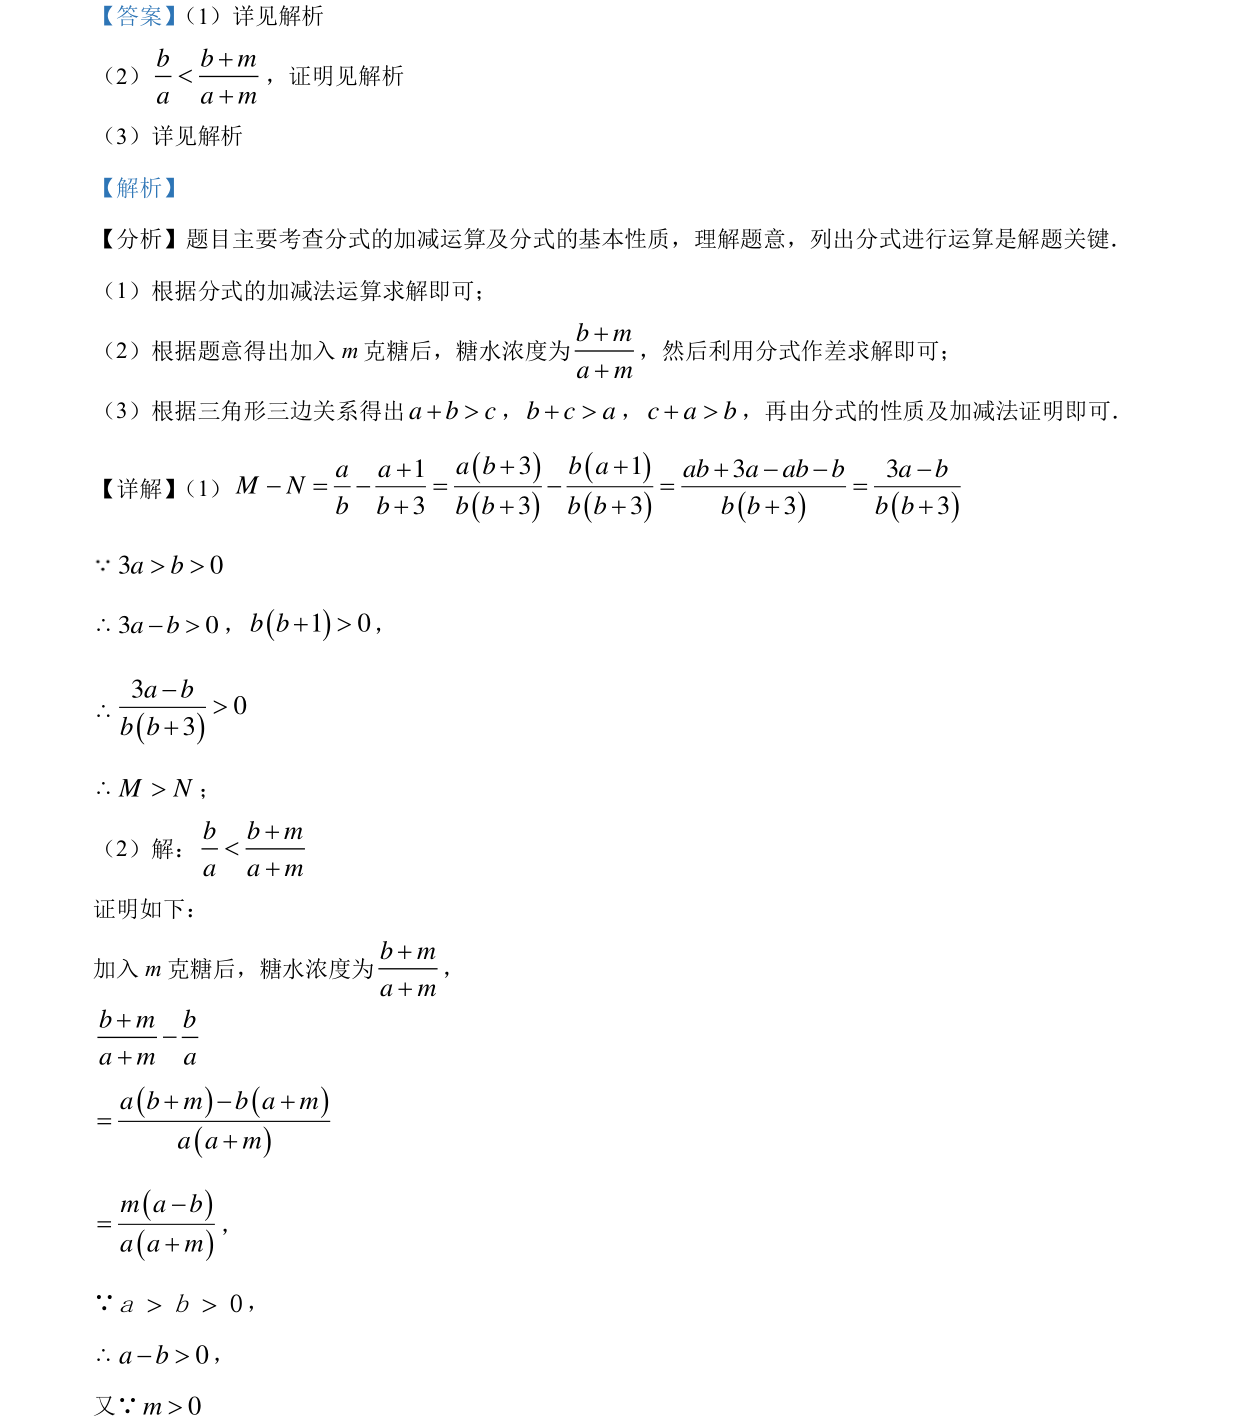 【答案】（1）详见解析
（2）b/a < (b+m)/(a+m)，证明见解析
（3）详见解析
【解析】
【分析】题目主要考查分式的加减运算及分式的基本性质，理解题意，列出分式进行运算是解题关键．
（1）根据分式的加减法运算求解即可；
（2）根据题意得出加入 m 克糖后，糖水浓度为(b+m)/(a+m)，然后利用分式作差求解即可；
（3）根据三角形三边关系得出 a+b>c，b+c>a，c+a>b，再由分式的性质及加减法证明即可．
【详解】（1）M−N = a/b − (a+1)/(b+3) = a(b+3)/(b(b+3)) − b(a+1)/(b(b+3)) = (ab+3a−ab−b)/(b(b+3)) = (3a−b)/(b(b+3))
∵ 3a>b>0
∴ 3a−b>0，b(b+1)>0，
∴ (3a−b)/(b(b+3)) >0
∴ M>N；
（2）解：b/a < (b+m)/(a+m)
证明如下：
加入 m 克糖后，糖水浓度为(b+m)/(a+m)，
(b+m)/(a+m) − b/a
= (a(b+m)−b(a+m))/(a(a+m))
= m(a−b)/(a(a+m))，
∵ a > b > 0，
∴ a−b>0，
又∵ m>0